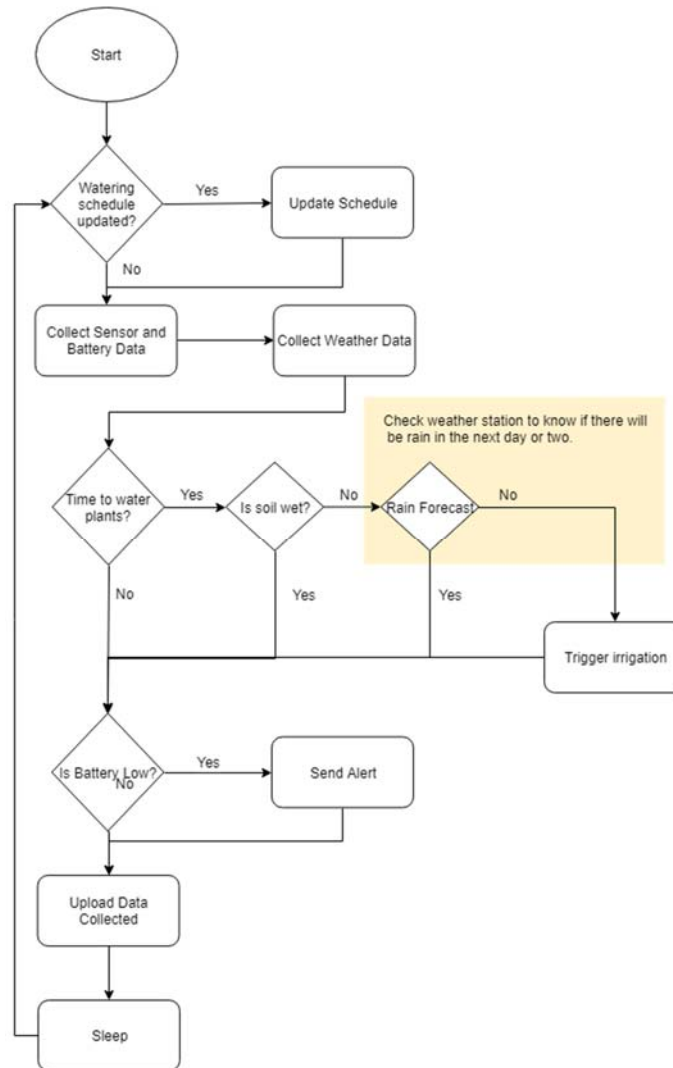 Start
Watering
schedule
updated?
Yes
Update Schedule
No
Collect Sensor and
Battery Data
Collect Weather Data
Check weather station to know if there will
be rain in the next day or two.
Time to water
plants?
Yes
Is soil wet?
No
Rain Forecast
No
No
Yes
Yes
Trigger irrigation
Is Battery Low?
No
Yes
Send Alert
Upload Data
Collected
Sleep